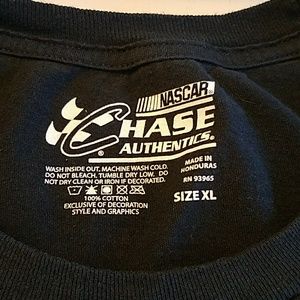 NASCAR
CHASE
AUTHENTICS®
WASH INSIDE OUT, MACHINE WASH COLD.
DO NOT BLEACH, TUMBLE DRY LOW. DO
NOT DRY CLEAN OR IRON IF DECORATED.
100% COTTON
EXCLUSIVE OF DECORATION
STYLE AND GRAPHICS
MADE IN
HONDURAS
RN 93965
SIZE XL